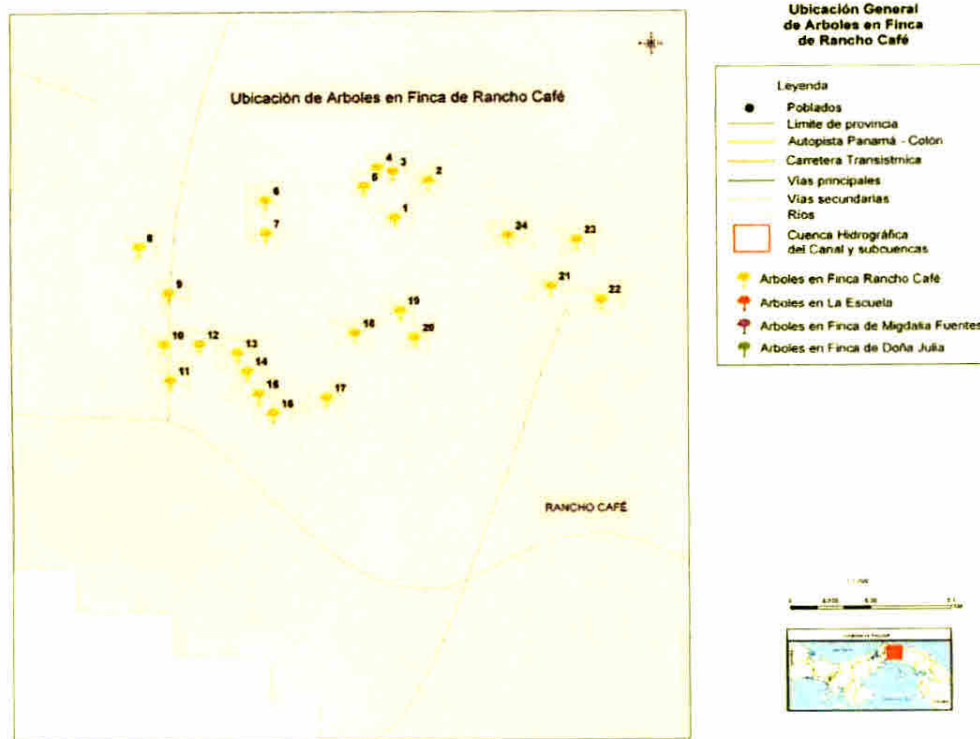 Ubicación General
de Arboles en Finca
de Rancho Café
Ubicación de Arboles en Finca de Rancho Café
Leyenda
Poblados
Limite de provincia
Autopista Panamá - Colón
Carretera Transístmica
Vías principales
Vías secundarias
Ríos
Cuenca Hidrográfica
del Canal y subcuencas
Arboles en Finca Rancho Café
Arboles en La Escuela
Arboles en Finca de Migdalia Fuentes
Arboles en Finca de Doña Julia
4
3
5
2
6
1
7
24
23
8
21
22
9
19
18
20
10
12
13
14
11
15
17
16
RANCHO CAFÉ